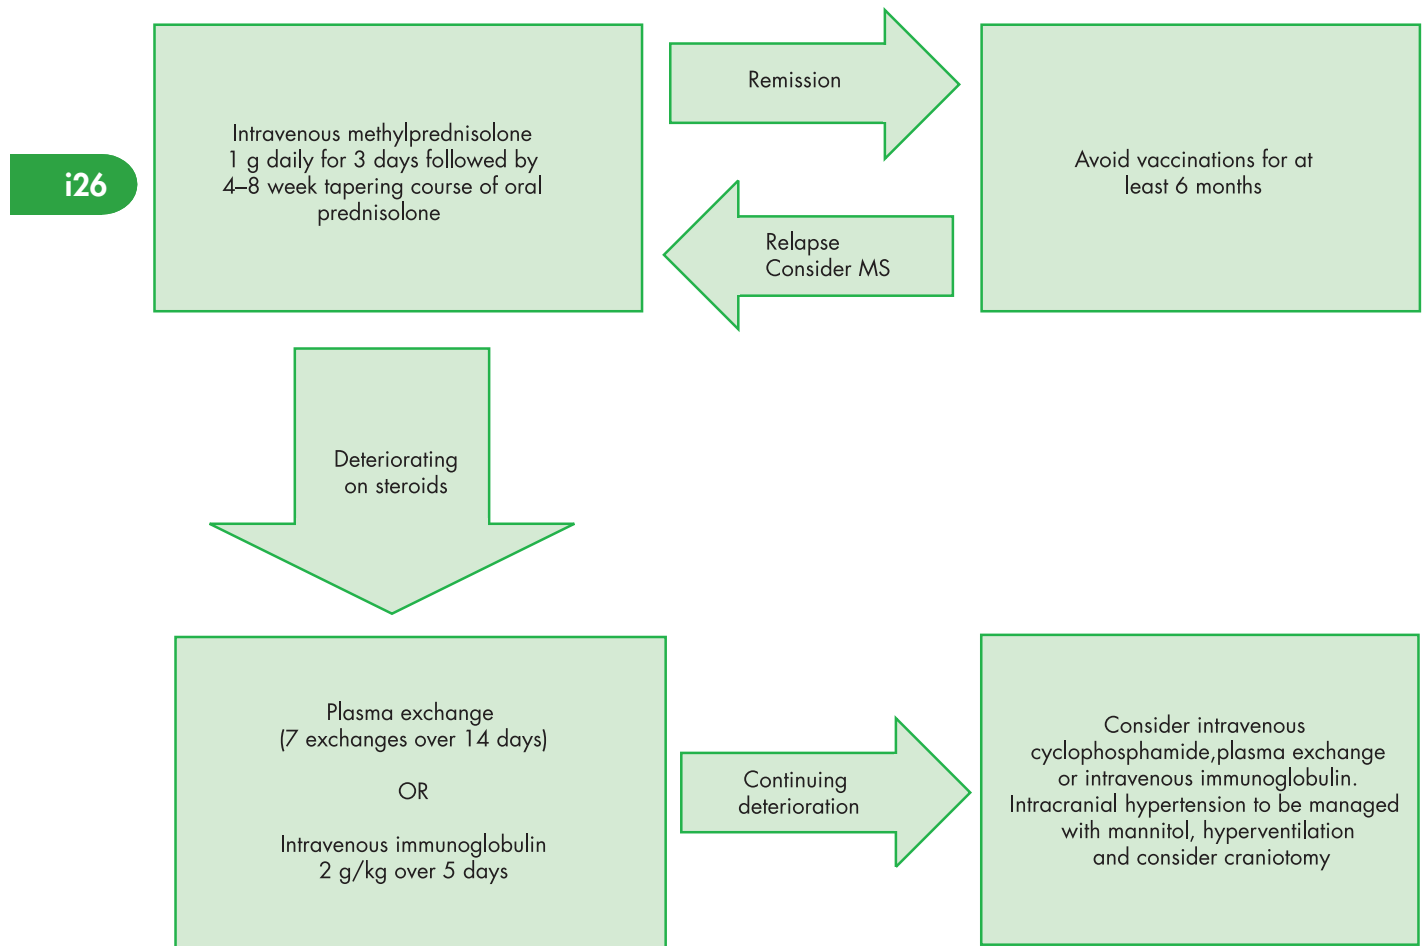 i26
Intravenous methylprednisolone
1 g daily for 3 days followed by
4–8 week tapering course of oral
prednisolone
Remission
Avoid vaccinations for at
least 6 months
Relapse
Consider MS
Deteriorating
on steroids
Plasma exchange
(7 exchanges over 14 days)
OR
Intravenous immunoglobulin
2 g/kg over 5 days
Continuing
deterioration
Consider intravenous
cyclophosphamide,plasma exchange
or intravenous immunoglobulin.
Intracranial hypertension to be managed
with mannitol, hyperventilation
and consider craniotomy